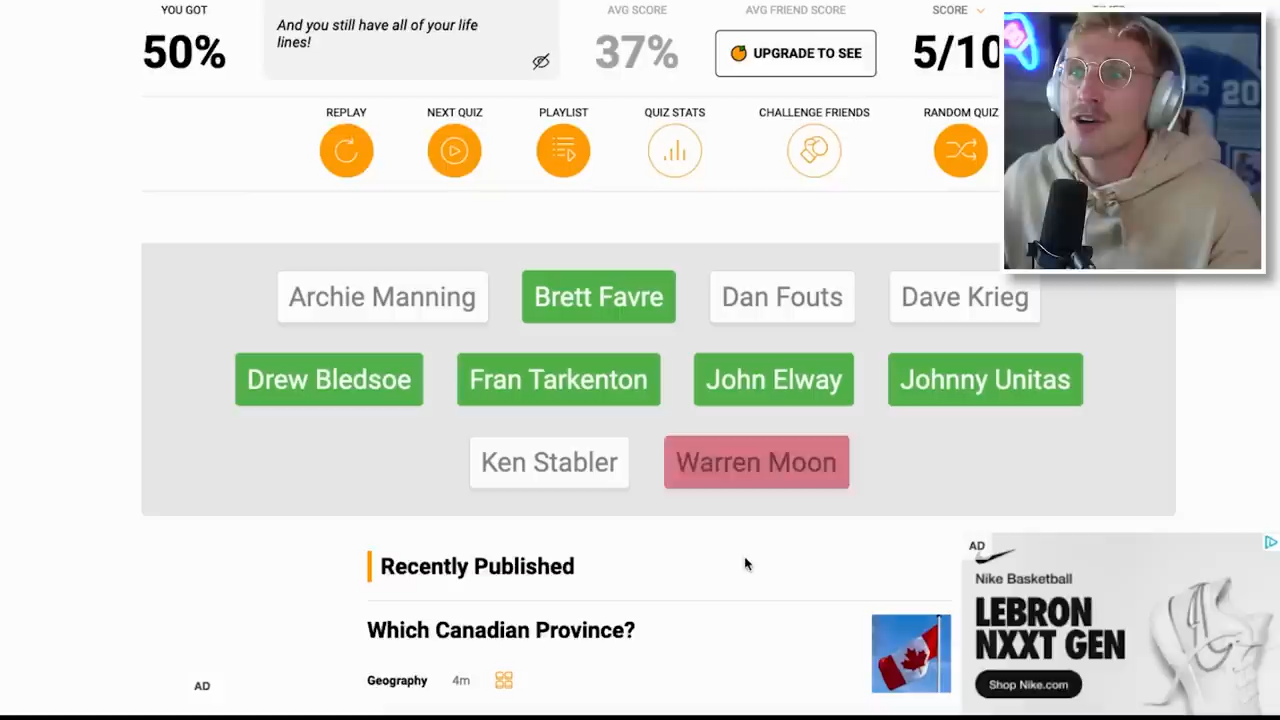 YOU GOT
50%
And you still have all of your life
lines!
AVG SCORE
37%
AVG FRIEND SCORE
UPGRADE TO SEE
SCORE
5/10
REPLAY
NEXT QUIZ
PLAYLIST
QUIZ STATS
CHALLENGE FRIENDS
RANDOM QUIZ
20
Archie Manning
Brett Favre
Dan Fouts
Dave Krieg
Drew Bledsoe
Fran Tarkenton
John Elway
Johnny Unitas
Ken Stabler
Warren Moon
Recently Published
Which Canadian Province?
Geography 4m
AD
AD
Nike Basketball
LEBRON
NXXT GEN
Shop Nike.com